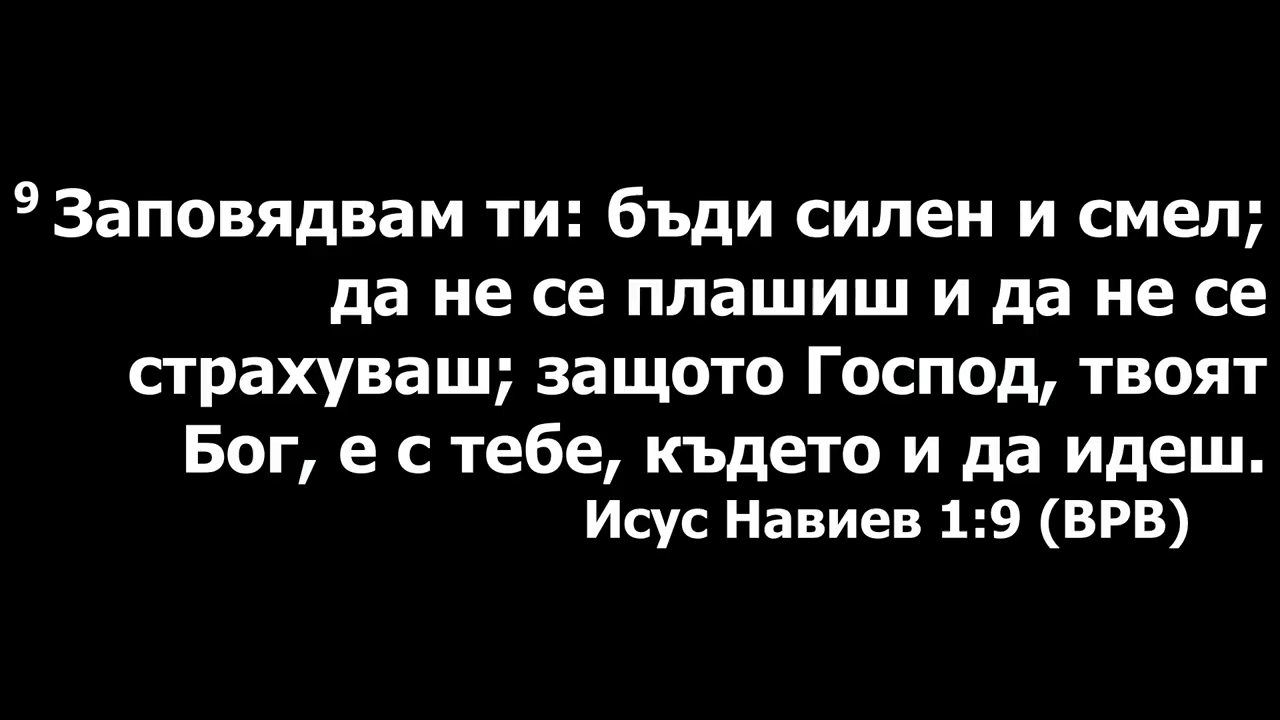 9 Заповядвам ти: бъди силен и смел;
да не се плашиш и да не се
страхуваш; защото Господ, твоят
Бог, е с тебе, където и да идеш.
Исус Навиев 1:9 (ВРВ)